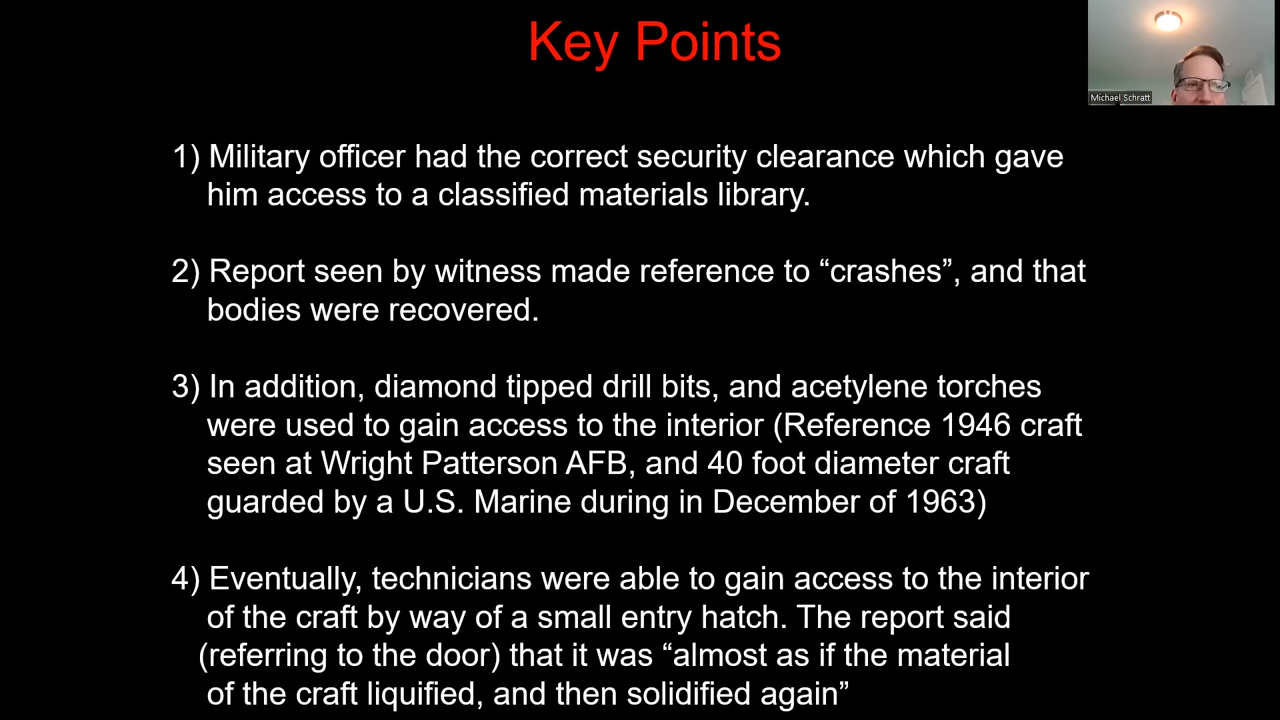 Key Points
Michael Schratt
1) Military officer had the correct security clearance which gave
him access to a classified materials library.
2) Report seen by witness made reference to “crashes”, and that
bodies were recovered.
3) In addition, diamond tipped drill bits, and acetylene torches
were used to gain access to the interior (Reference 1946 craft
seen at Wright Patterson AFB, and 40 foot diameter craft
guarded by a U.S. Marine during in December of 1963)
4) Eventually, technicians were able to gain access to the interior
of the craft by way of a small entry hatch. The report said
(referring to the door) that it was “almost as if the material
of the craft liquified, and then solidified again”